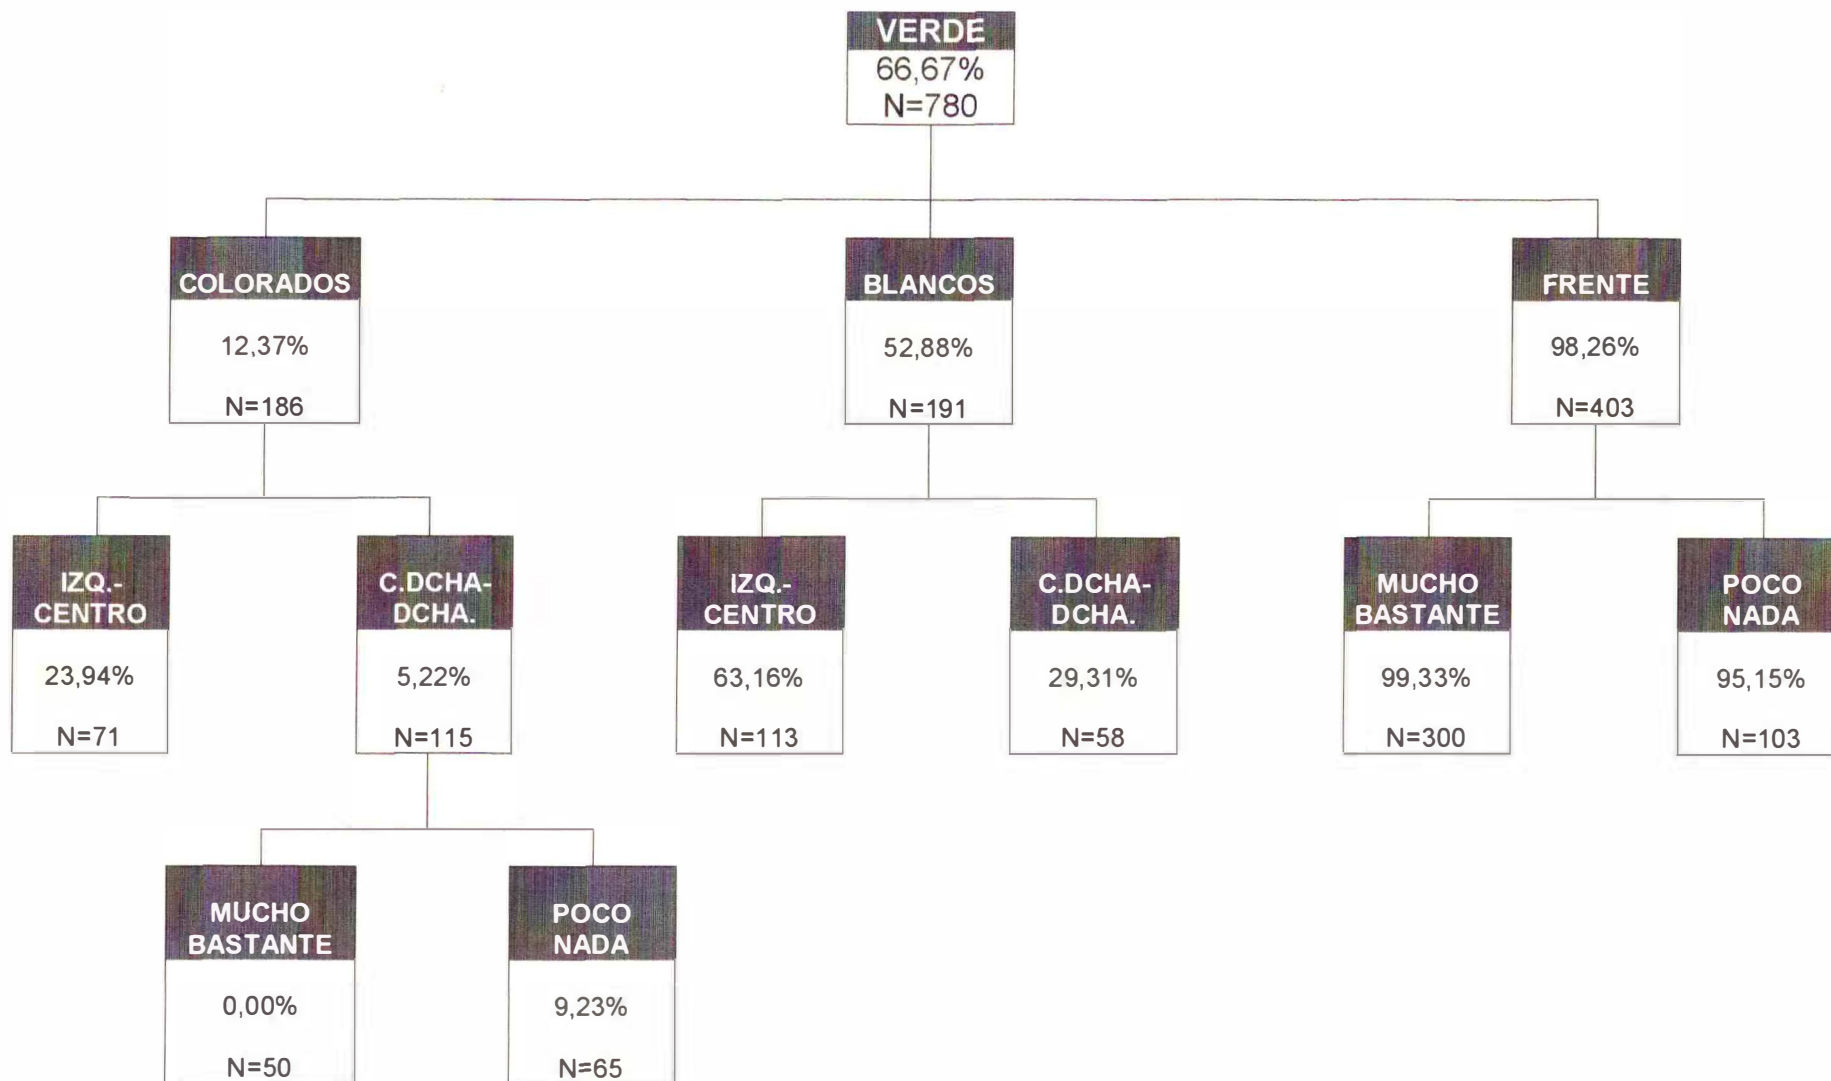 VERDE
66,67%
N=780
COLORADOS
12,37%
N=186
BLANCOS
52,88%
N=191
FRENTE
98,26%
N=403
IZQ.-
CENTRO
23,94%
N=71
C.DCHA-
DCHA.
5,22%
N=115
IZQ.-
CENTRO
63,16%
N=113
C.DCHA-
DCHA.
29,31%
N=58
MUCHO
BASTANTE
99,33%
N=300
POCO
NADA
95,15%
N=103
MUCHO
BASTANTE
0,00%
N=50
POCO
NADA
9,23%
N=65